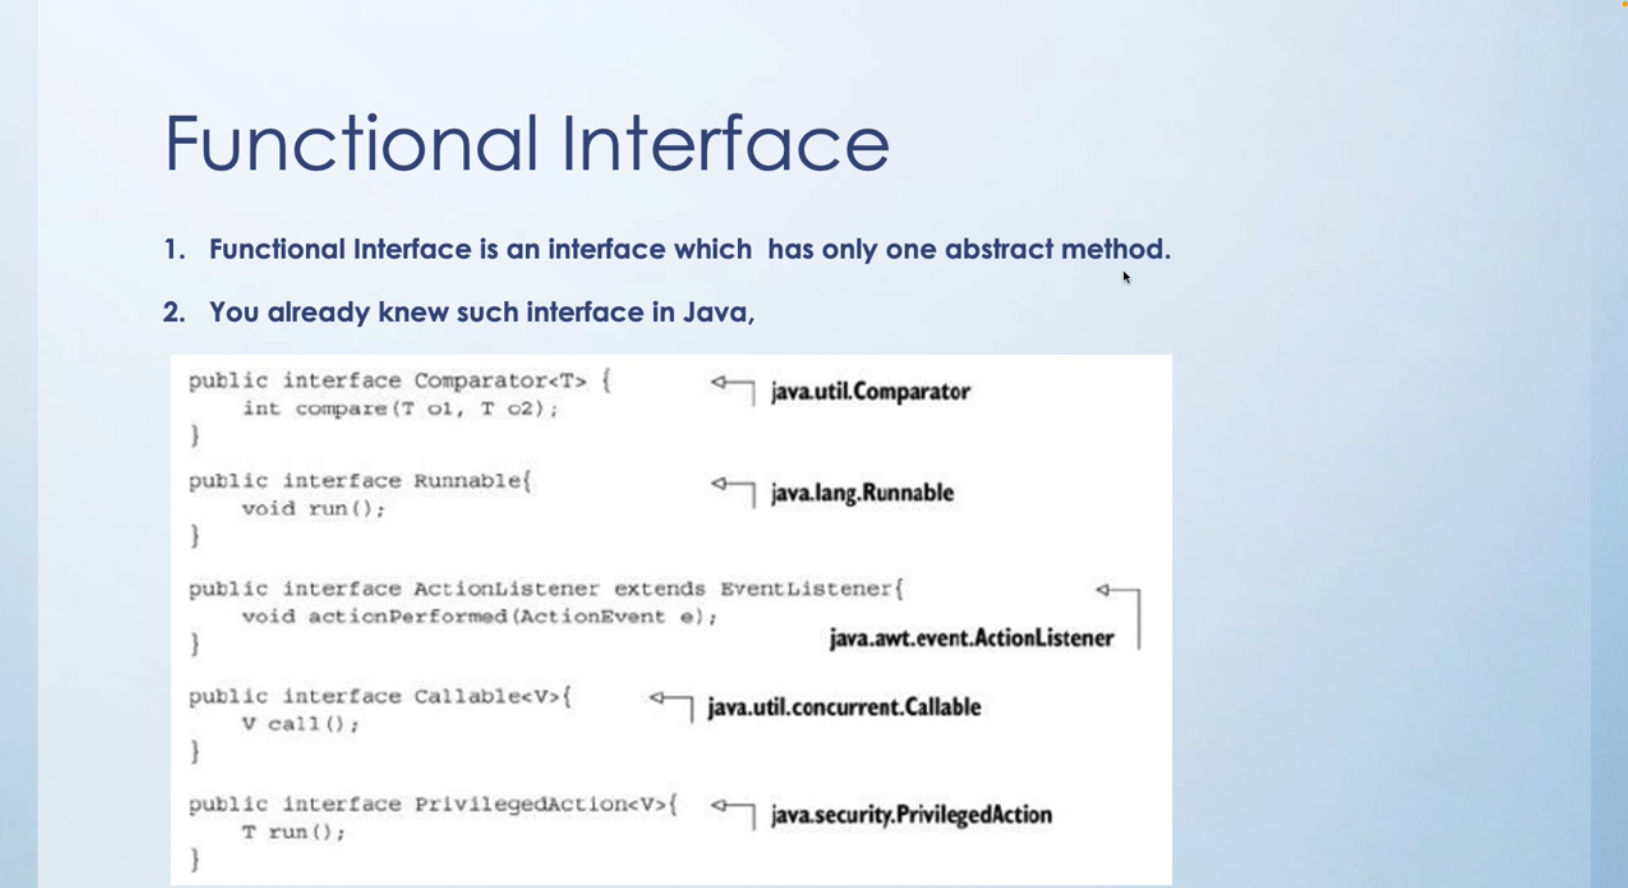 Functional Interface
1. Functional Interface is an interface which has only one abstract method.
2. You already knew such interface in Java,
public interface Comparator<T> {
java.util.Comparator
int compare(T o1, T o2);
}
public interface Runnable{
java.lang.Runnable
void run();
}
public interface ActionListener extends EventListener{
void actionPerformed(ActionEvent e);
java.awt.event.ActionListener
}
public interface Callable<V>{
java.util.concurrent.Callable
V call();
}
public interface PrivilegedAction<V>{
java.security.PrivilegedAction
T run();
}